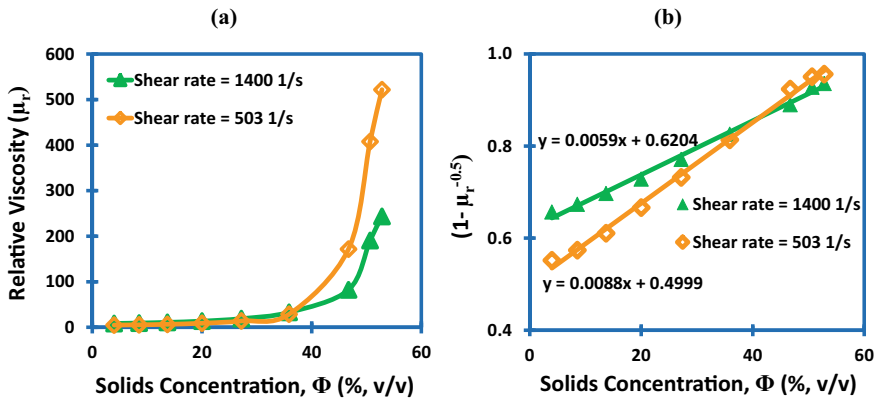 (a)
600
500
400
300
200
100
0
0 20 40 60
Relative Viscosity (μr)
Solids Concentration, Φ (%, v/v)
Shear rate = 1400 1/s
Shear rate = 503 1/s
(b)
1.0
0.8
0.6
0.4
0 20 40 60
(1- μr^-0.5)
Solids Concentration, Φ (%, v/v)
y = 0.0059x + 0.6204
Shear rate = 1400 1/s
Shear rate = 503 1/s
y = 0.0088x + 0.4999